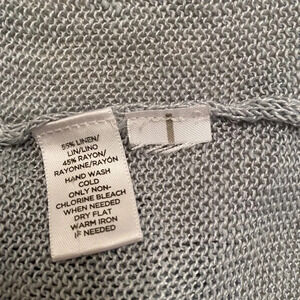 55% LINEN/
LIN/LINO
45% RAYON/
RAYONNE/RAYÓN
HAND WASH
COLD
ONLY NON-
CHLORINE BLEACH
WHEN NEEDED
DRY FLAT
WARM IRON
IF NEEDED